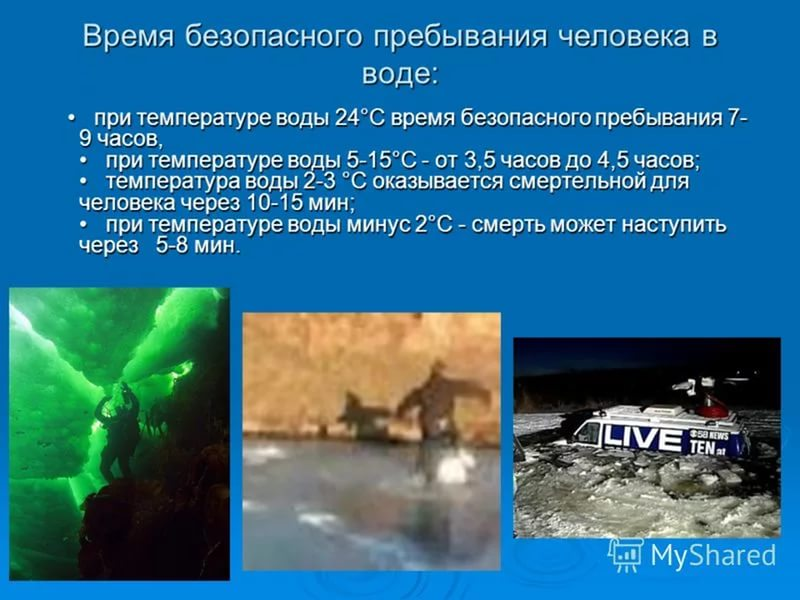 Время безопасного пребывания человека в
воде:
• при температуре воды 24°С время безопасного пребывания 7-
9 часов,
• при температуре воды 5-15°С - от 3,5 часов до 4,5 часов;
• температура воды 2-3 °С оказывается смертельной для
человека через 10-15 мин;
• при температуре воды минус 2°С - смерть может наступить
через 5-8 мин.
LIVE
NEWS
TEN
MyShared